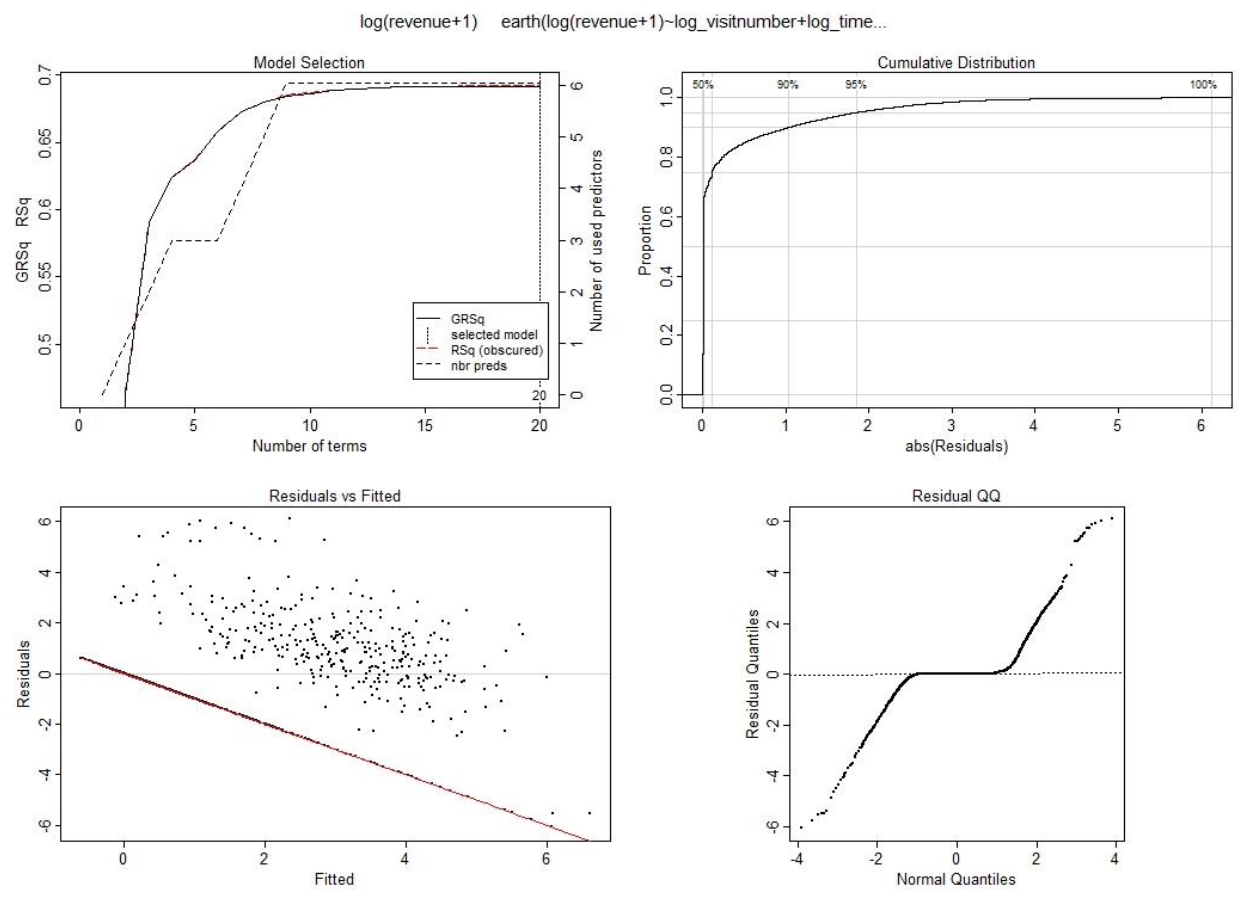 log(revenue+1) earth(log(revenue+1)~log_visitnumber+log_time...
Model Selection
0.7
0.65
0.6
0.55
0.5
GRSq RSq
6
5
4
3
2
1
0
Number of used predictors
GRSq
selected model
RSq (obscured)
nbr preds
20
0 5 10 15 20
Number of terms
Cumulative Distribution
50% 90% 95% 100%
1.0
0.8
0.6
0.4
0.2
0.0
Proportion
0 1 2 3 4 5 6
abs(Residuals)
Residuals vs Fitted
6
4
2
0
-2
-4
-6
Residuals
0 2 4 6
Fitted
Residual QQ
6
4
2
0
-2
-4
-6
Residual Quantiles
-4 -2 0 2 4
Normal Quantiles